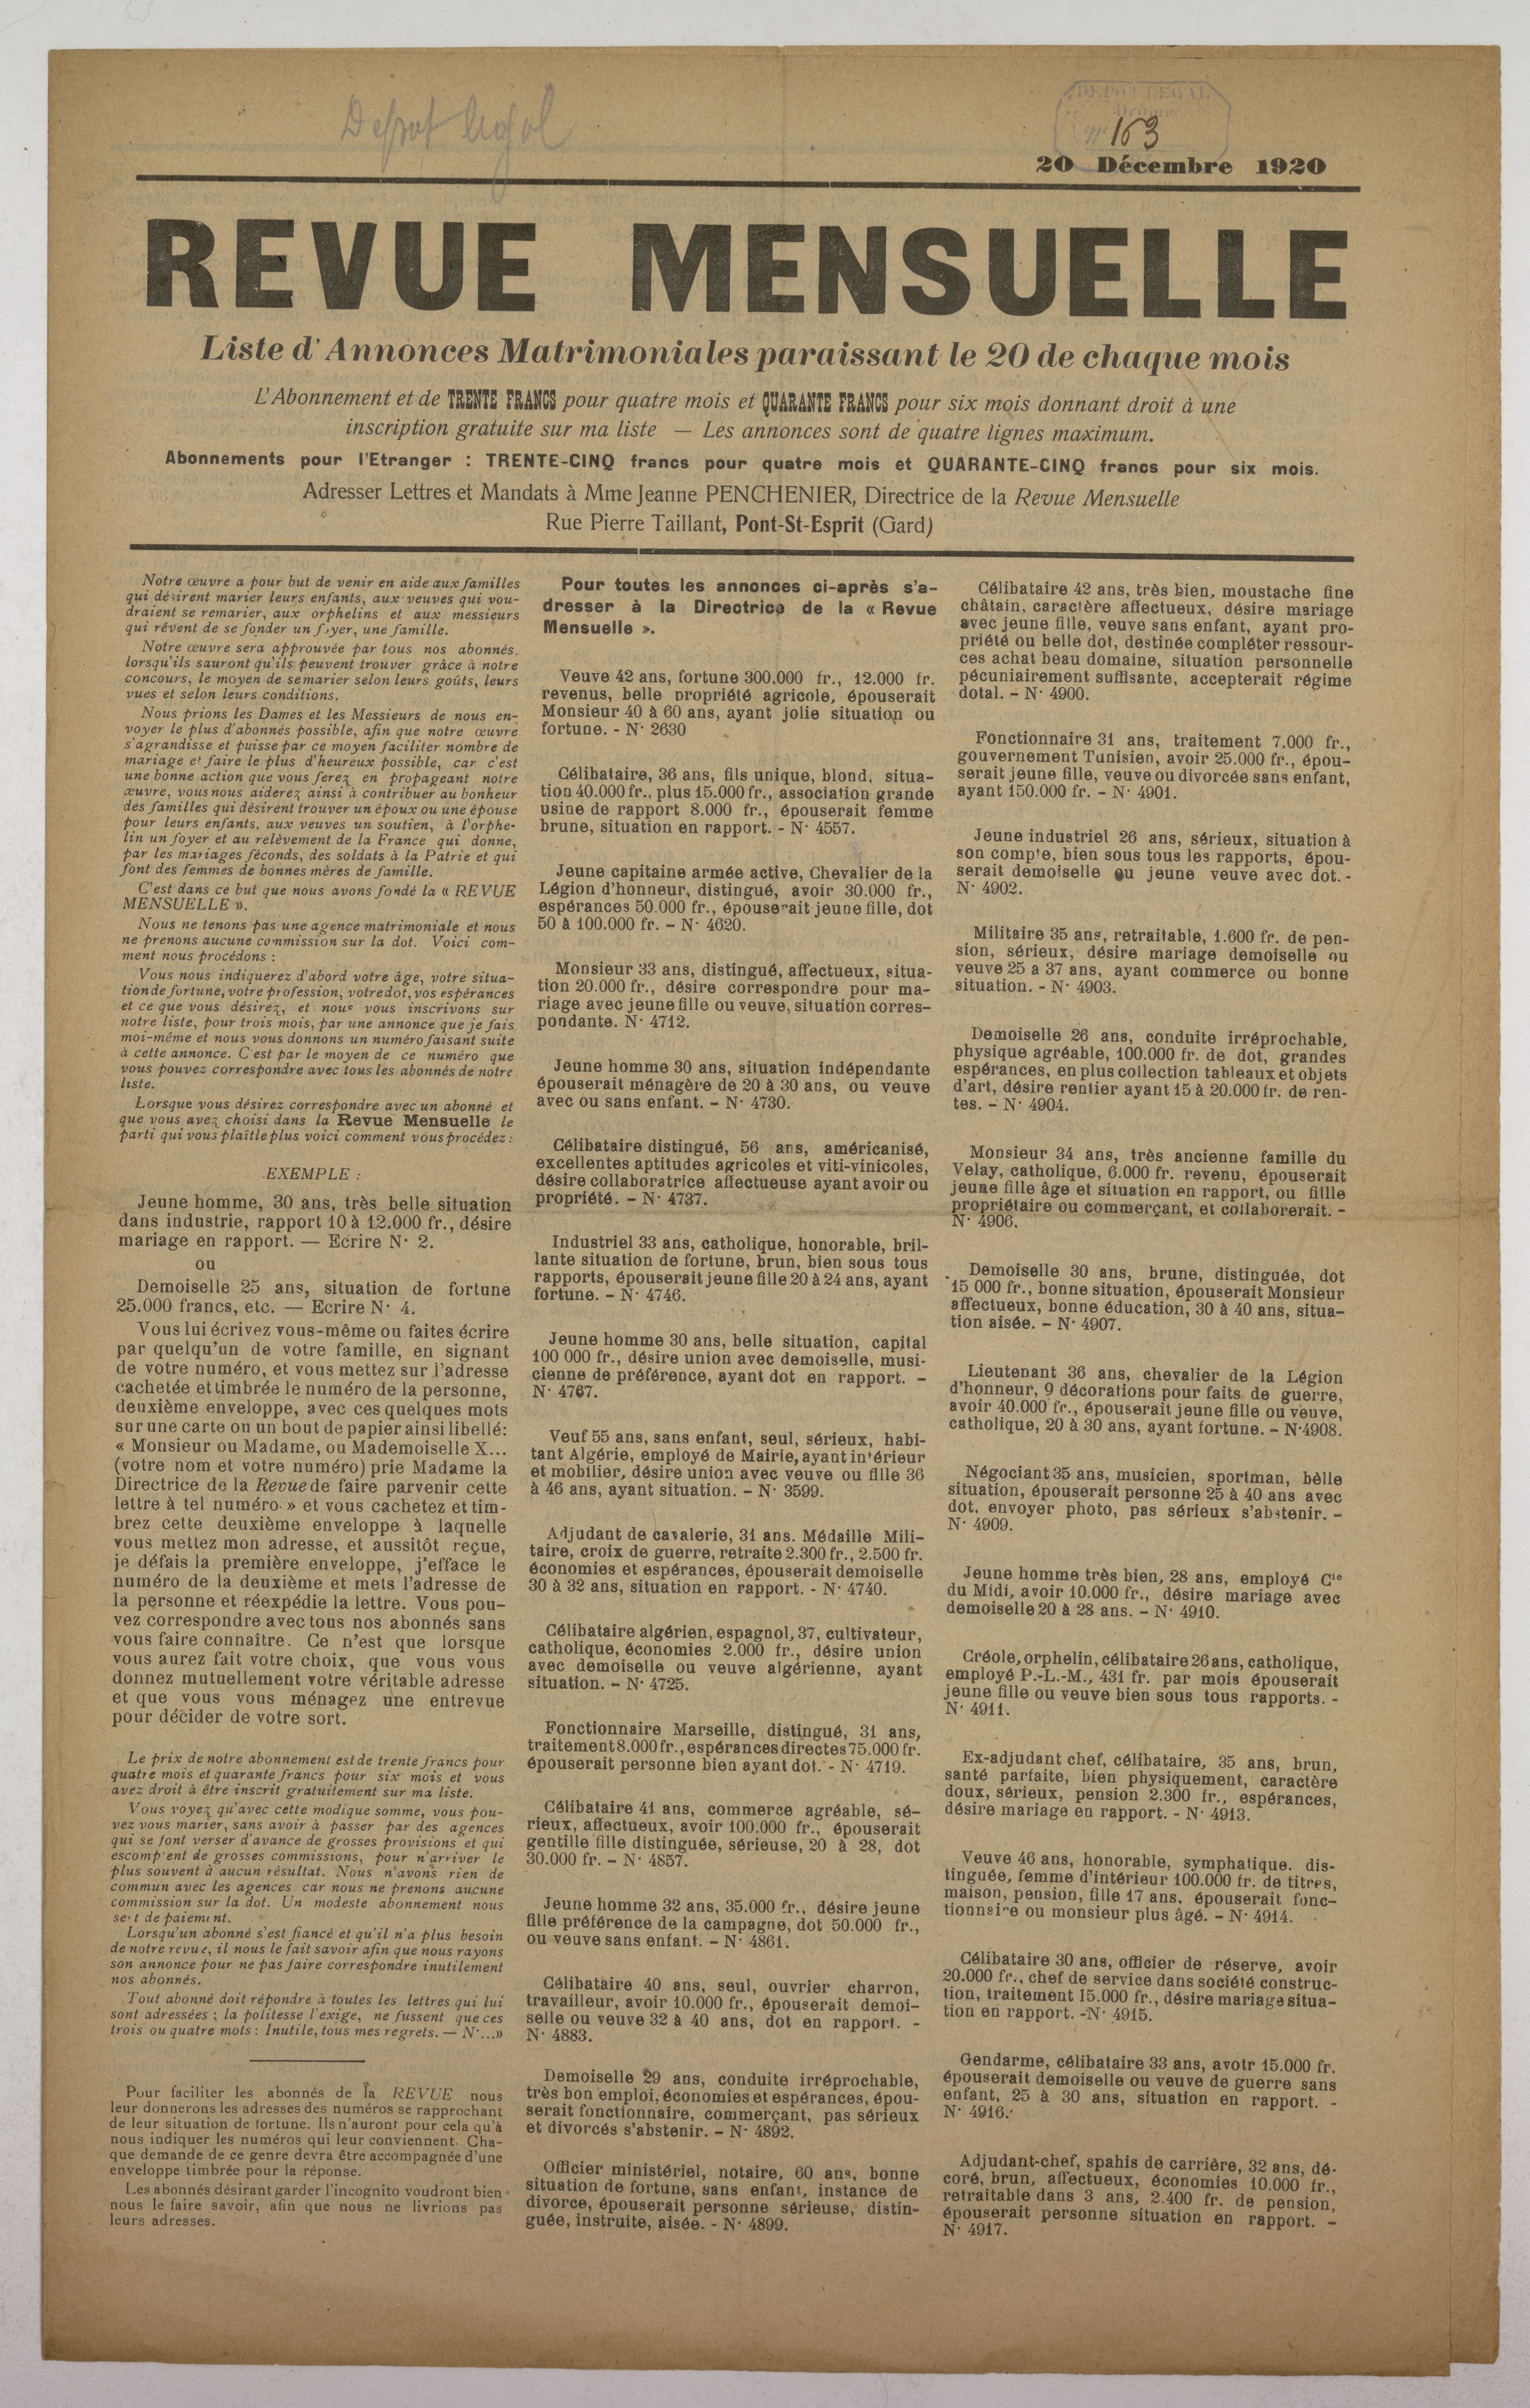 Depot legal
DEPOT LEGAL
Drôme
163
20 Décembre 1920
REVUE MENSUELLE
Liste d'Annonces Matrimoniales paraissant le 20 de chaque mois
L'Abonnement et de TRENTE FRANCS pour quatre mois et QUARANTE FRANCS pour six mois donnant droit à une
inscription gratuite sur ma liste — Les annonces sont de quatre lignes maximum.
Abonnements pour l'Etranger : TRENTE-CINQ francs pour quatre mois et QUARANTE-CINQ francs pour six mois.
Adresser Lettres et Mandats à Mme Jeanne PENCHENIER, Directrice de la Revue Mensuelle
Rue Pierre Taillant, Pont-St-Esprit (Gard)
Notre œuvre a pour but de venir en aide aux familles
qui désirent marier leurs enfants, aux veuves qui vou-
draient se remarier, aux orphelins et aux messieurs
qui rêvent de se fonder un foyer, une famille.
Notre œuvre sera approuvée par tous nos abonnés.
lorsqu'ils sauront qu'ils peuvent trouver grâce à notre
concours, le moyen de se marier selon leurs goûts, leurs
vues et selon leurs conditions.
Nous prions les Dames et les Messieurs de nous en-
voyer le plus d'abonnés possible, afin que notre œuvre
s'agrandisse et puisse par ce moyen faciliter nombre de
mariage et faire le plus d'heureux possible, car c'est
une bonne action que vous ferez en propageant notre
œuvre, vous nous aiderez ainsi à contribuer au bonheur
des familles qui désirent trouver un époux ou une épouse
pour leurs enfants, aux veuves un soutien, à l'orphe-
lin un foyer et au relèvement de la France qui donne,
par les mariages féconds, des soldats à la Patrie et qui
font des femmes de bonnes mères de famille.
C'est dans ce but que nous avons fondé la « REVUE
MENSUELLE ».
Nous ne tenons pas une agence matrimoniale et nous
ne prenons aucune commission sur la dot. Voici com-
ment nous procédons :
Vous nous indiquerez d'abord votre âge, votre situa-
tion de fortune, votre profession, votre dot, vos espérances
et ce que vous désirez, et nous vous inscrivons sur
notre liste, pour trois mois, par une annonce que je fais
moi-même et nous vous donnons un numéro faisant suite
à cette annonce. C'est par le moyen de ce numéro que
vous pouvez correspondre avec tous les abonnés de notre
liste.
Lorsque vous désirez correspondre avec un abonné et
que vous avez choisi dans la Revue Mensuelle le
parti qui vous plaît le plus voici comment vous procédez :
EXEMPLE :
Jeune homme, 30 ans, très belle situation
dans industrie, rapport 10 à 12.000 fr., désire
mariage en rapport. — Ecrire N· 2.
ou
Demoiselle 25 ans, situation de fortune
25.000 francs, etc. — Ecrire N· 4.
Vous lui écrivez vous-même ou faites écrire
par quelqu'un de votre famille, en signant
de votre numéro, et vous mettez sur l'adresse
cachetée et timbrée le numéro de la personne,
deuxième enveloppe, avec ces quelques mots
sur une carte ou un bout de papier ainsi libellé:
« Monsieur ou Madame, ou Mademoiselle X...
(votre nom et votre numéro) prie Madame la
Directrice de la Revue de faire parvenir cette
lettre à tel numéro. » et vous cachetez et tim-
brez cette deuxième enveloppe à laquelle
vous mettez mon adresse, et aussitôt reçue,
je défais la première enveloppe, j'efface le
numéro de la deuxième et mets l'adresse de
la personne et réexpédie la lettre. Vous pou-
vez correspondre avec tous nos abonnés sans
vous faire connaître. Ce n'est que lorsque
vous aurez fait votre choix, que vous vous
donnez mutuellement votre véritable adresse
et que vous vous ménagez une entrevue
pour décider de votre sort.
Le prix de notre abonnement est de trente francs pour
quatre mois et quarante francs pour six mois et vous
avez droit à être inscrit gratuitement sur ma liste.
Vous voyez qu'avec cette modique somme, vous pou-
vez vous marier, sans avoir à passer par des agences
qui se font verser d'avance de grosses provisions et qui
escomptent de grosses commissions, pour n'arriver le
plus souvent à aucun résultat. Nous n'avons rien de
commun avec les agences car nous ne prenons aucune
commission sur la dot. Un modeste abonnement nous
sert de paiement.
Lorsqu'un abonné s'est fiancé et qu'il n'a plus besoin
de notre revue, il nous le fait savoir afin que nous rayons
son annonce pour ne pas faire correspondre inutilement
nos abonnés.
Tout abonné doit répondre à toutes les lettres qui lui
sont adressées ; la politesse l'exige, ne fussent que ces
trois ou quatre mots : Inutile, tous mes regrets. — N·...»
Pour faciliter les abonnés de la REVUE nous
leur donnerons les adresses des numéros se rapprochant
de leur situation de fortune. Ils n'auront pour cela qu'à
nous indiquer les numéros qui leur conviennent. Cha-
que demande de ce genre devra être accompagnée d'une
enveloppe timbrée pour la réponse.
Les abonnés désirant garder l'incognito voudront bien
nous le faire savoir, afin que nous ne livrions pas
leurs adresses.
Pour toutes les annonces ci-après s'a-
dresser à la Directrice de la « Revue
Mensuelle ».
Veuve 42 ans, fortune 300.000 fr., 12.000 fr.
revenus, belle propriété agricole, épouserait
Monsieur 40 à 60 ans, ayant jolie situation ou
fortune. - N· 2630
Célibataire, 36 ans, fils unique, blond, situa-
tion 40.000 fr., plus 15.000 fr., association grande
usine de rapport 8.000 fr., épouserait femme
brune, situation en rapport. - N· 4557.
Jeune capitaine armée active, Chevalier de la
Légion d'honneur, distingué, avoir 30.000 fr.,
espérances 50.000 fr., épouserait jeune fille, dot
50 à 100.000 fr. – N· 4620.
Monsieur 33 ans, distingué, affectueux, situa-
tion 20.000 fr., désire correspondre pour ma-
riage avec jeune fille ou veuve, situation corres-
pondante. N· 4712.
Jeune homme 30 ans, situation indépendante
épouserait ménagère de 20 à 30 ans, ou veuve
avec ou sans enfant. – N· 4730.
Célibataire distingué, 56 ans, américanisé,
excellentes aptitudes agricoles et viti-vinicoles,
désire collaboratrice affectueuse ayant avoir ou
propriété. – N· 4737.
Industriel 33 ans, catholique, honorable, bril-
lante situation de fortune, brun, bien sous tous
rapports, épouserait jeune fille 20 à 24 ans, ayant
fortune. – N· 4746.
Jeune homme 30 ans, belle situation, capital
100 000 fr., désire union avec demoiselle, musi-
cienne de préférence, ayant dot en rapport. –
N· 4767.
Veuf 55 ans, sans enfant, seul, sérieux, habi-
tant Algérie, employé de Mairie, ayant intérieur
et mobilier, désire union avec veuve ou fille 36
à 46 ans, ayant situation. – N· 3599.
Adjudant de cavalerie, 31 ans. Médaille Mili-
taire, croix de guerre, retraite 2.300 fr., 2.500 fr.
économies et espérances, épouserait demoiselle
30 à 32 ans, situation en rapport. - N· 4740.
Célibataire algérien, espagnol, 37, cultivateur,
catholique, économies 2.000 fr., désire union
avec demoiselle ou veuve algérienne, ayant
situation. – N· 4725.
Fonctionnaire Marseille, distingué, 31 ans,
traitement 8.000 fr., espérances directes 75.000 fr.
épouserait personne bien ayant dot. - N· 4719.
Célibataire 41 ans, commerce agréable, sé-
rieux, affectueux, avoir 100.000 fr., épouserait
gentille fille distinguée, sérieuse, 20 à 28, dot
30.000 fr. – N· 4857.
Jeune homme 32 ans, 35.000 fr., désire jeune
fille préférence de la campagne, dot 50.000 fr.,
ou veuve sans enfant. – N· 4861.
Célibataire 40 ans, seul, ouvrier charron,
travailleur, avoir 10.000 fr., épouserait demoi-
selle ou veuve 32 à 40 ans, dot en rapport. -
N· 4883.
Demoiselle 29 ans, conduite irréprochable,
très bon emploi, économies et espérances, épou-
serait fonctionnaire, commerçant, pas sérieux
et divorcés s'abstenir. – N· 4892.
Officier ministériel, notaire, 60 ans, bonne
situation de fortune, sans enfant, instance de
divorce, épouserait personne sérieuse, distin-
guée, instruite, aisée. - N· 4899.
Célibataire 42 ans, très bien, moustache fine
châtain, caractère affectueux, désire mariage
avec jeune fille, veuve sans enfant, ayant pro-
priété ou belle dot, destinée compléter ressour-
ces achat beau domaine, situation personnelle
pécuniairement suffisante, accepterait régime
dotal. – N· 4900.
Fonctionnaire 31 ans, traitement 7.000 fr.,
gouvernement Tunisien, avoir 25.000 fr., épou-
serait jeune fille, veuve ou divorcée sans enfant,
ayant 150.000 fr. – N· 4901.
Jeune industriel 26 ans, sérieux, situation à
son compte, bien sous tous les rapports, épou-
serait demoiselle ou jeune veuve avec dot. -
N· 4902.
Militaire 35 ans, retraitable, 1.600 fr. de pen-
sion, sérieux, désire mariage demoiselle ou
veuve 25 a 37 ans, ayant commerce ou bonne
situation. - N· 4903.
Demoiselle 26 ans, conduite irréprochable,
physique agréable, 100.000 fr. de dot, grandes
espérances, en plus collection tableaux et objets
d'art, désire rentier ayant 15 à 20.000 fr. de ren-
tes. – N· 4904.
Monsieur 34 ans, très ancienne famille du
Velay, catholique, 6.000 fr. revenu, épouserait
jeune fille âge et situation en rapport, ou fillle
propriétaire ou commerçant, et collaborerait. –
N· 4906.
Demoiselle 30 ans, brune, distinguée, dot
15 000 fr., bonne situation, épouserait Monsieur
affectueux, bonne éducation, 30 à 40 ans, situa-
tion aisée. – N· 4907.
Lieutenant 36 ans, chevalier de la Légion
d'honneur, 9 décorations pour faits de guerre,
avoir 40.000 fr., épouserait jeune fille ou veuve,
catholique, 20 à 30 ans, ayant fortune. – N· 4908.
Négociant 35 ans, musicien, sportman, bèlle
situation, épouserait personne 25 à 40 ans avec
dot, envoyer photo, pas sérieux s'abstenir. –
N· 4909.
Jeune homme très bien, 28 ans, employé Cie
du Midi, avoir 10.000 fr., désire mariage avec
demoiselle 20 à 28 ans. – N· 4910.
Créole, orphelin, célibataire 26 ans, catholique,
employé P.-L.-M., 431 fr. par mois épouserait
jeune fille ou veuve bien sous tous rapports. -
N· 4911.
Ex-adjudant chef, célibataire, 35 ans, brun,
santé parfaite, bien physiquement, caractère
doux, sérieux, pension 2.300 fr., espérances,
désire mariage en rapport. - N· 4913.
Veuve 46 ans, honorable, symphatique, dis-
tinguée, femme d'intérieur 100.000 fr. de titres,
maison, pension, fille 17 ans, épouserait fonc-
tionnaire ou monsieur plus âgé. – N· 4914.
Célibataire 30 ans, officier de réserve, avoir
20.000 fr., chef de service dans société construc-
tion, traitement 15.000 fr., désire mariage situa-
tion en rapport. -N· 4915.
Gendarme, célibataire 33 ans, avotr 15.000 fr.
épouserait demoiselle ou veuve de guerre sans
enfant, 25 à 30 ans, situation en rapport. -
N· 4916.
Adjudant-chef, spahis de carrière, 32 ans, dé-
coré, brun, affectueux, économies 10.000 fr.,
retraitable dans 3 ans, 2.400 fr. de pension,
épouserait personne situation en rapport. –
N· 4917.